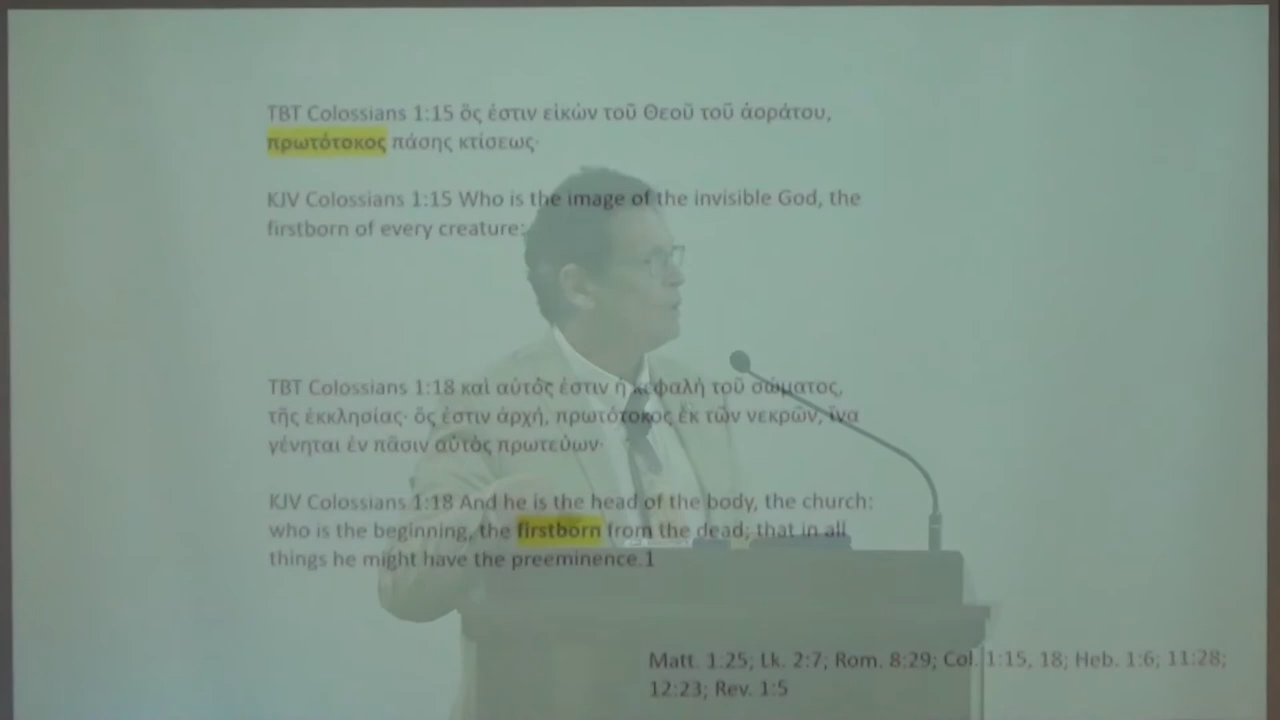 TBT Colossians 1:15 ὅς ἐστιν εἰκών τοῦ Θεοῦ τοῦ ἀοράτου,
πρωτότοκος πάσης κτίσεως·
KJV Colossians 1:15 Who is the image of the invisible God, the
firstborn of every creature:
TBT Colossians 1:18 καὶ αὐτός ἐστιν ἡ κεφαλὴ τοῦ σώματος,
τῆς ἐκκλησίας· ὅς ἐστιν ἀρχή, πρωτότοκος ἐκ τῶν νεκρῶν, ἵνα
γένηται ἐν πᾶσιν αὐτὸς πρωτεύων·
KJV Colossians 1:18 And he is the head of the body, the church:
who is the beginning, the firstborn from the dead; that in all
things he might have the preeminence.1
Matt. 1.25; Lk. 2:7; Rom. 8:29; Col. 1:15, 18; Heb. 1:6; 11:28;
12:23; Rev. 1:5